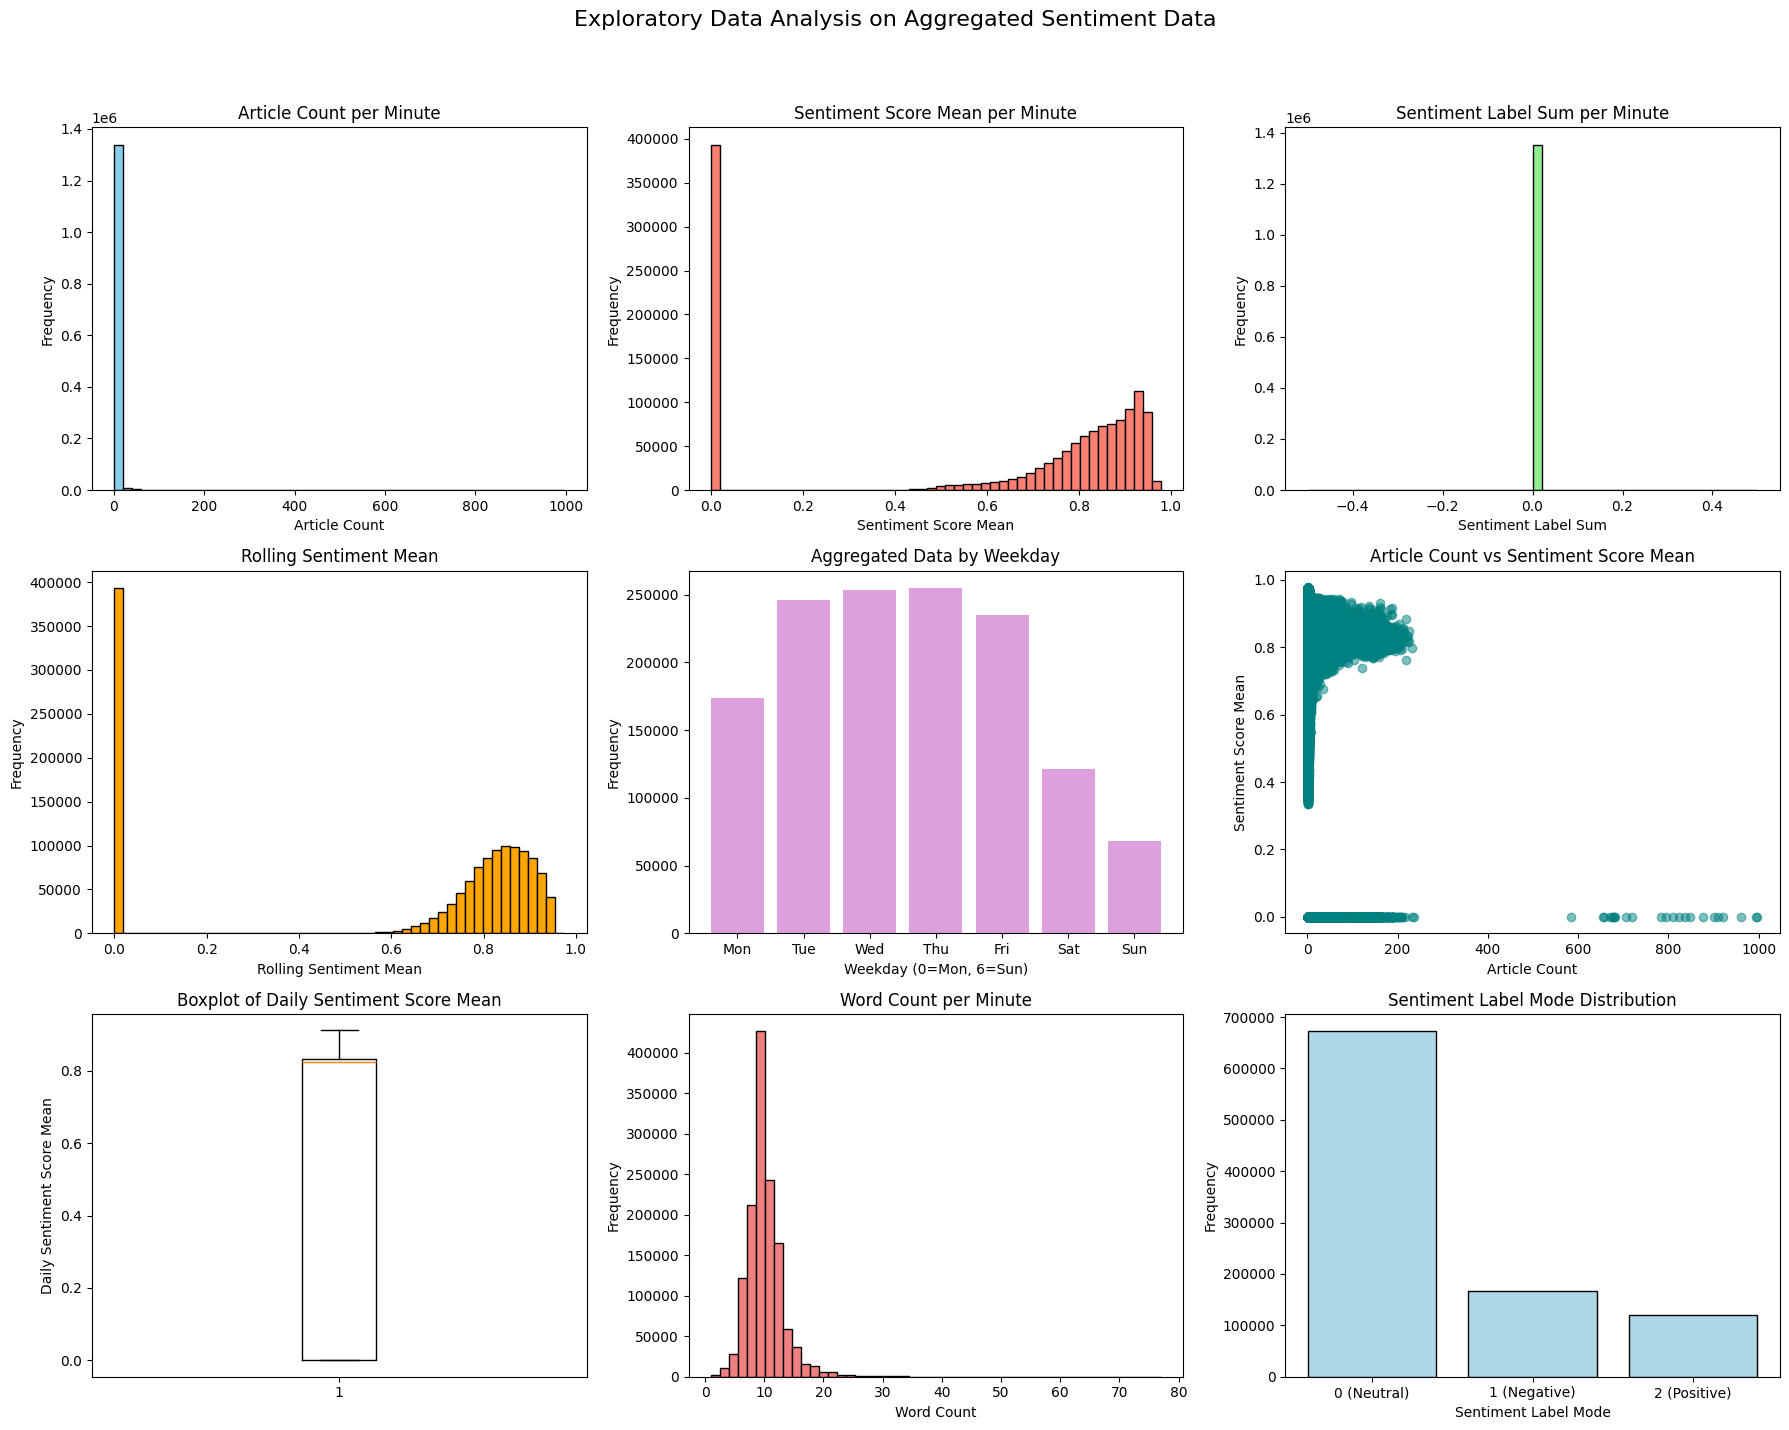 Exploratory Data Analysis on Aggregated Sentiment Data
Article Count per Minute
1e6
1.4
1.2
1.0
0.8
0.6
0.4
0.2
0.0
Frequency
0 200 400 600 800 1000
Article Count
Sentiment Score Mean per Minute
400000
350000
300000
250000
200000
150000
100000
50000
0
Frequency
0.0 0.2 0.4 0.6 0.8 1.0
Sentiment Score Mean
Sentiment Label Sum per Minute
1e6
1.4
1.2
1.0
0.8
0.6
0.4
0.2
0.0
Frequency
−0.4 −0.2 0.0 0.2 0.4
Sentiment Label Sum
Rolling Sentiment Mean
400000
350000
300000
250000
200000
150000
100000
50000
0
Frequency
0.0 0.2 0.4 0.6 0.8 1.0
Rolling Sentiment Mean
Aggregated Data by Weekday
250000
200000
150000
100000
50000
0
Frequency
Mon Tue Wed Thu Fri Sat Sun
Weekday (0=Mon, 6=Sun)
Article Count vs Sentiment Score Mean
1.0
0.8
0.6
0.4
0.2
0.0
Sentiment Score Mean
0 200 400 600 800 1000
Article Count
Boxplot of Daily Sentiment Score Mean
0.8
0.6
0.4
0.2
0.0
Daily Sentiment Score Mean
1
Word Count per Minute
400000
350000
300000
250000
200000
150000
100000
50000
0
Frequency
0 10 20 30 40 50 60 70 80
Word Count
Sentiment Label Mode Distribution
700000
600000
500000
400000
300000
200000
100000
0
Frequency
0 (Neutral) 1 (Negative) 2 (Positive)
Sentiment Label Mode